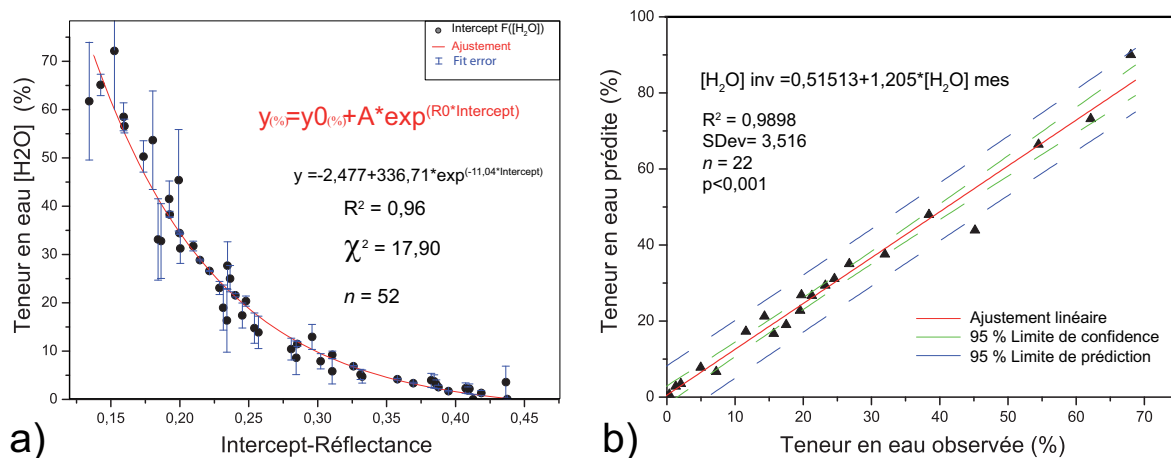 Intercept F([H₂O])
Ajustement
Fit error
y(%)=y0(%)+A*exp(R0*Intercept)
y =-2,477+336,71*exp(-11,04*Intercept)
R² = 0,96
χ² = 17,90
n = 52
Teneur en eau [H2O] (%)
70
60
50
40
30
20
10
0
0,15
0,20
0,25
0,30
0,35
0,40
0,45
Intercept-Réflectance
a)
[H₂O] inv =0,51513+1,205*[H₂O] mes
R² = 0,9898
SDev= 3,516
n = 22
p<0,001
Ajustement linéaire
95 % Limite de confidence
95 % Limite de prédiction
Teneur en eau prédite (%)
100
80
60
40
20
0
0
10
20
30
40
50
60
70
80
Teneur en eau observée (%)
b)